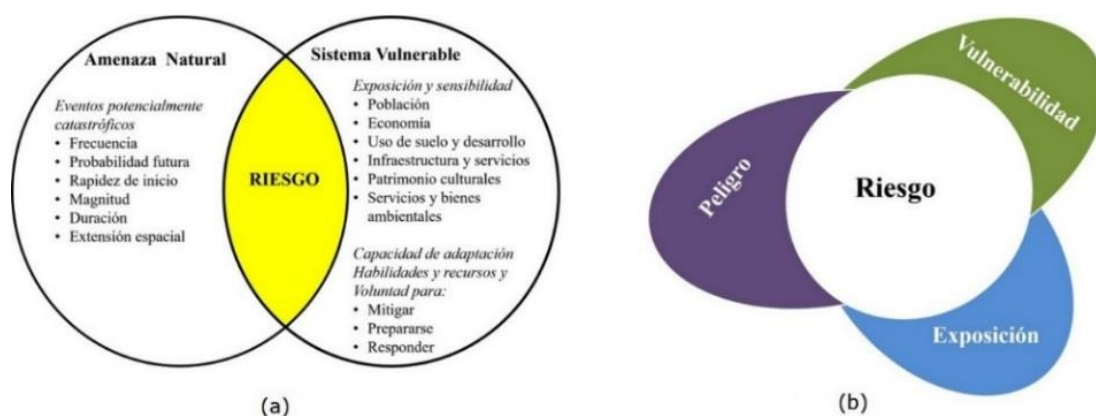 Amenaza Natural
Eventos potencialmente
catastróficos
• Frecuencia
• Probabilidad futura
• Rapidez de inicio
• Magnitud
• Duración
• Extensión espacial
RIESGO
Sistema Vulnerable
Exposición y sensibilidad
• Población
• Economía
• Uso de suelo y desarrollo
• Infraestructura y servicios
• Patrimonio culturales
• Servicios y bienes
ambientales
Capacidad de adaptación
Habilidades y recursos y
Voluntad para:
• Mitigar
• Prepararse
• Responder
(a)
Vulnerabilidad
Peligro
Riesgo
Exposición
(b)